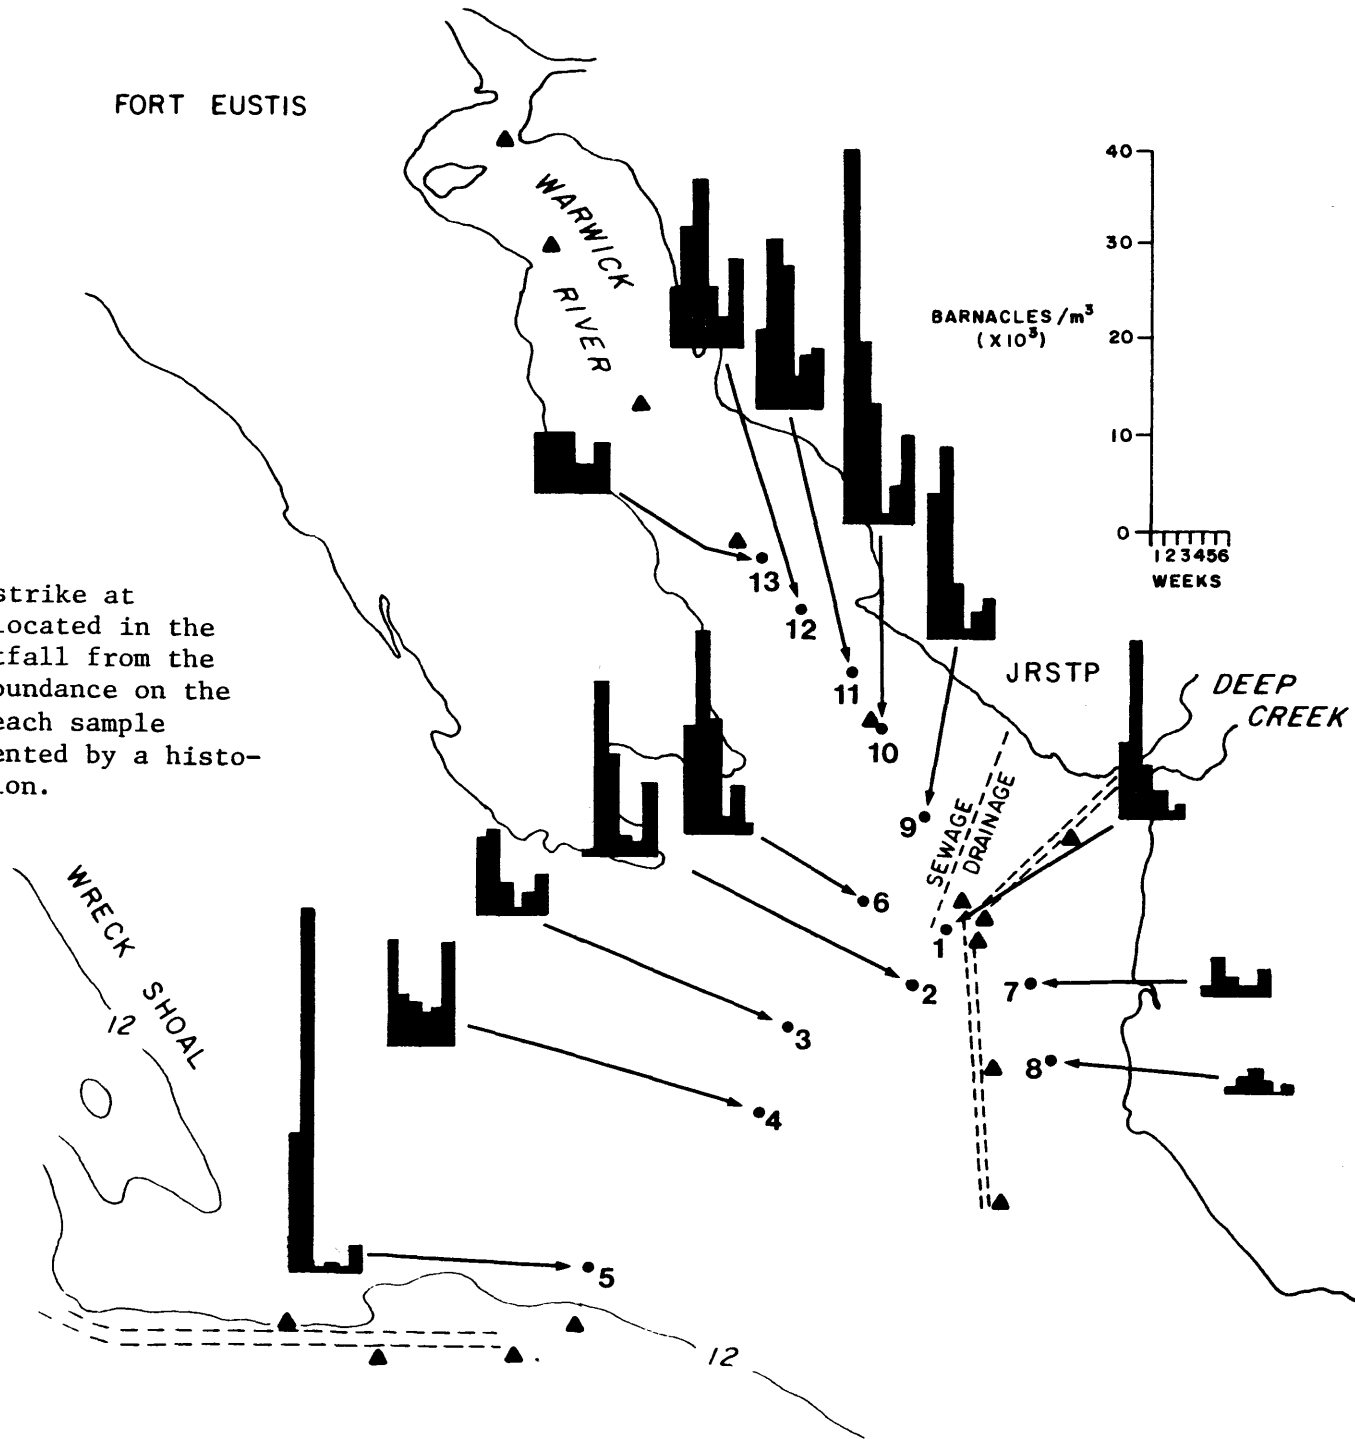 FORT EUSTIS
WARWICK
RIVER
40
30
BARNACLES/m³
(X10³)
20
10
0
123456
WEEKS
strike at
located in the
tfall from the
bundance on the
each sample
ented by a histo-
ion.
13
12
11
10
9
JRSTP
DEEP
CREEK
SEWAGE
DRAINAGE
6
1
2
7
3
8
4
5
WRECK SHOAL
12
12